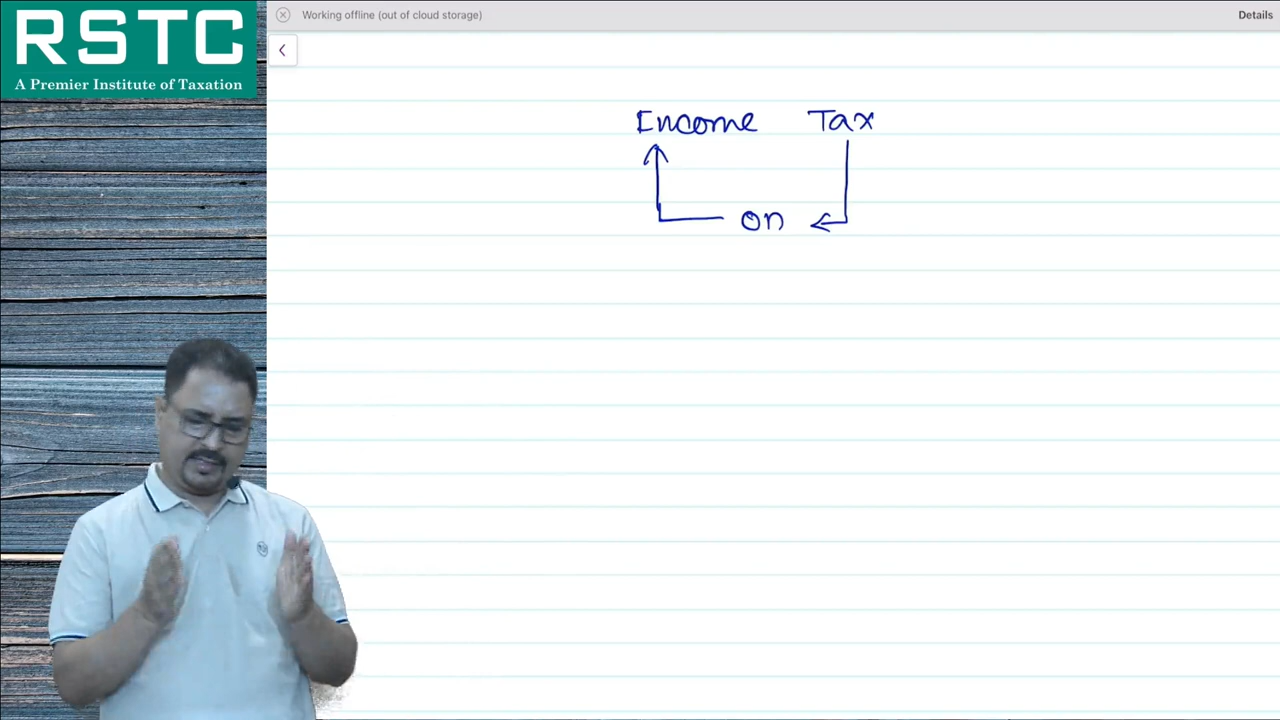 RSTC
A Premier Institute of Taxation
Working offline (out of cloud storage)
Details
Income Tax
on